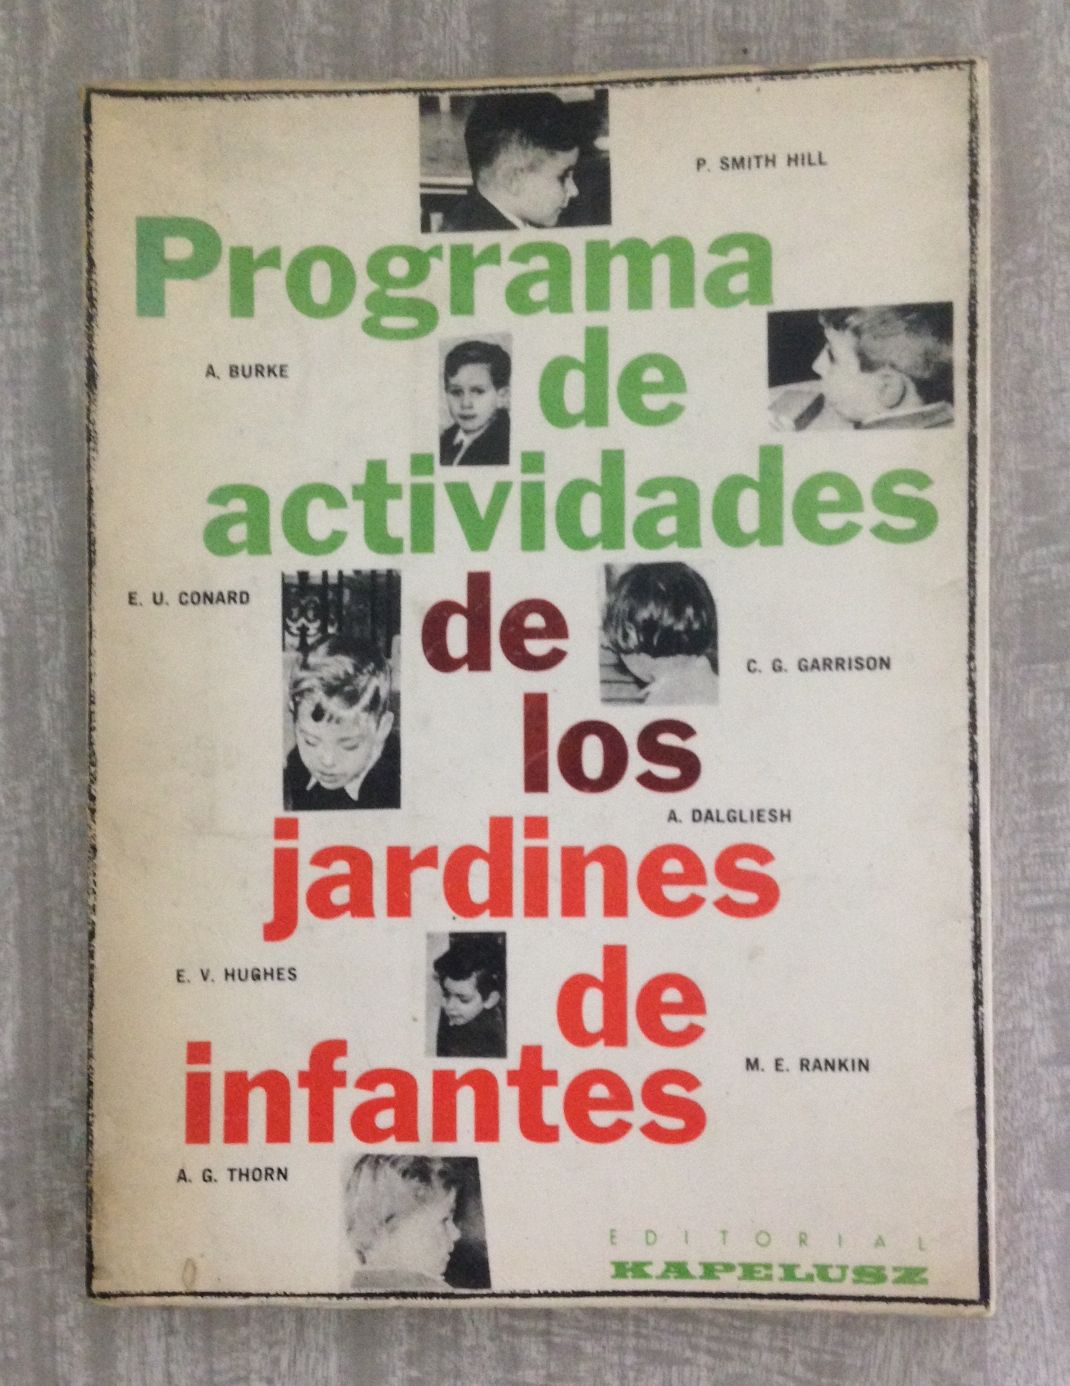 P. SMITH HILL
Programa
de
A. BURKE
actividades
E. U. CONARD
de
C. G. GARRISON
los
A. DALGLIESH
jardines
E. V. HUGHES
de
M. E. RANKIN
infantes
A. G. THORN
EDITORIAL
KAPELUSZ